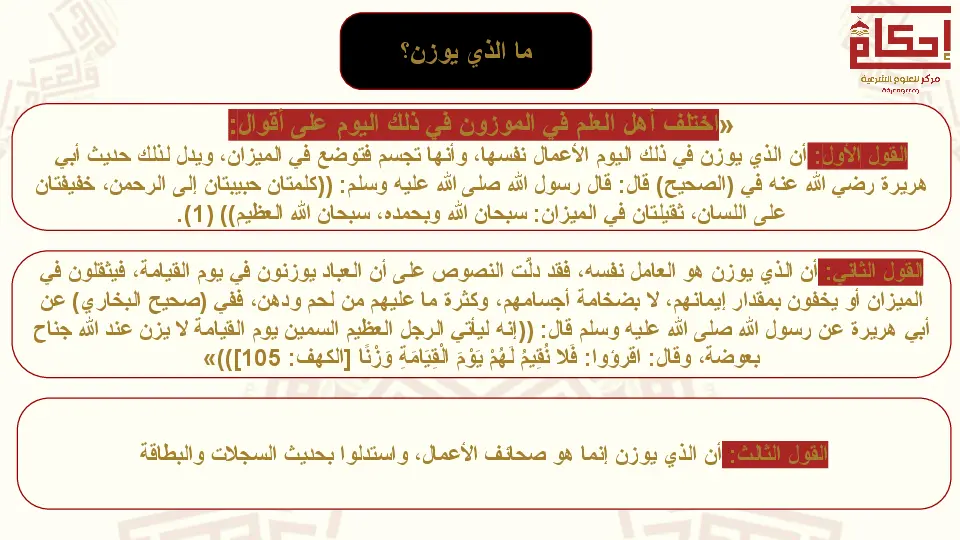 إحكام
مركز للعلوم الشرعية
ما الذي يوزن؟
«اختلف أهل العلم في الموزون في ذلك اليوم على أقوال:
القول الأول: أن الذي يوزن في ذلك اليوم الأعمال نفسها، وأنها تجسم فتوضع في الميزان، ويدل لذلك حديث أبي
هريرة رضي الله عنه في (الصحيح) قال: قال رسول الله صلى الله عليه وسلم: ((كلمتان حبيبتان إلى الرحمن، خفيفتان
على اللسان، ثقيلتان في الميزان: سبحان الله وبحمده، سبحان الله العظيم)) (1).
القول الثاني: أن الذي يوزن هو العامل نفسه، فقد دلّت النصوص على أن العباد يوزنون في يوم القيامة، فيثقلون في
الميزان أو يخفون بمقدار إيمانهم، لا بضخامة أجسامهم، وكثرة ما عليهم من لحم ودهن، ففي (صحيح البخاري) عن
أبي هريرة عن رسول الله صلى الله عليه وسلم قال: ((إنه ليأتي الرجل العظيم السمين يوم القيامة لا يزن عند الله جناح
بعوضة، وقال: اقرؤوا: فَلا نُقِيمُ لَهُمْ يَوْمَ الْقِيَامَةِ وَزْنًا [الكهف: 105]))»
القول الثالث: أن الذي يوزن إنما هو صحائف الأعمال، واستدلوا بحديث السجلات والبطاقة